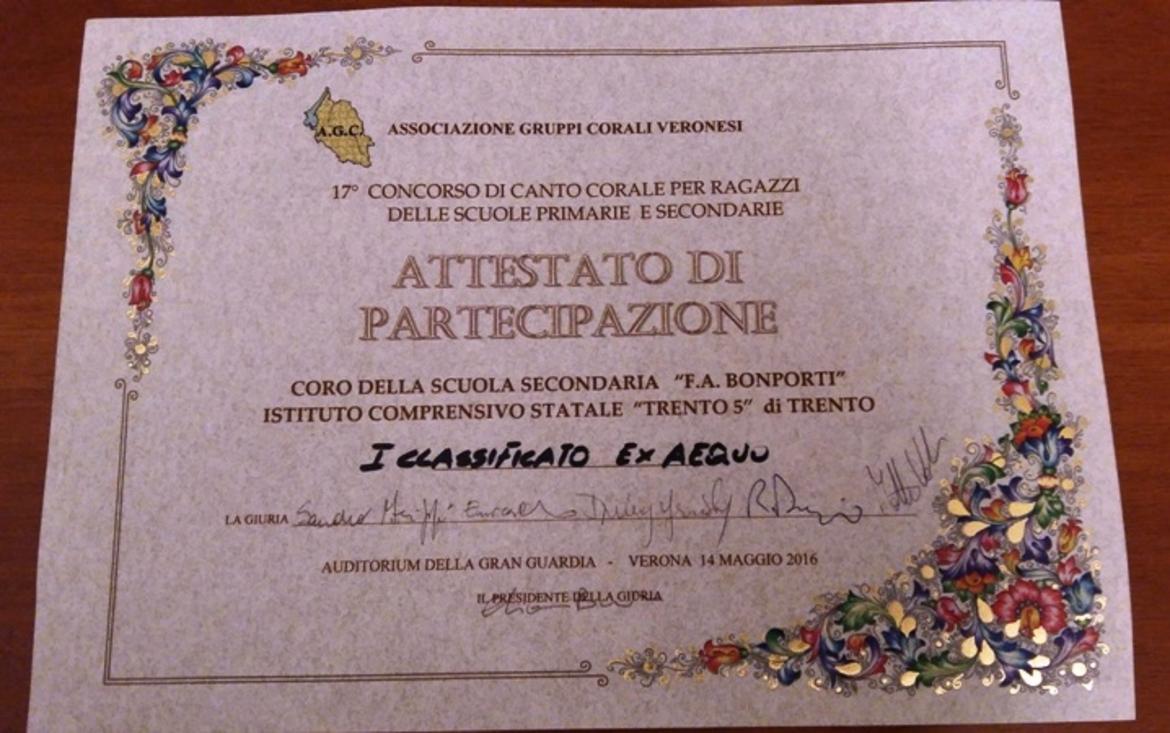 A.G.C.
ASSOCIAZIONE GRUPPI CORALI VERONESI
17° CONCORSO DI CANTO CORALE PER RAGAZZI
DELLE SCUOLE PRIMARIE E SECONDARIE
ATTESTATO DI
PARTECIPAZIONE
CORO DELLA SCUOLA SECONDARIA "F.A. BONPORTI"
ISTITUTO COMPRENSIVO STATALE "TRENTO 5" di TRENTO
I CLASSIFICATO EX AEQUO
LA GIURIA Sandro
AUDITORIUM DELLA GRAN GUARDIA - VERONA 14 MAGGIO 2016
IL PRESIDENTE DELLA GIURIA